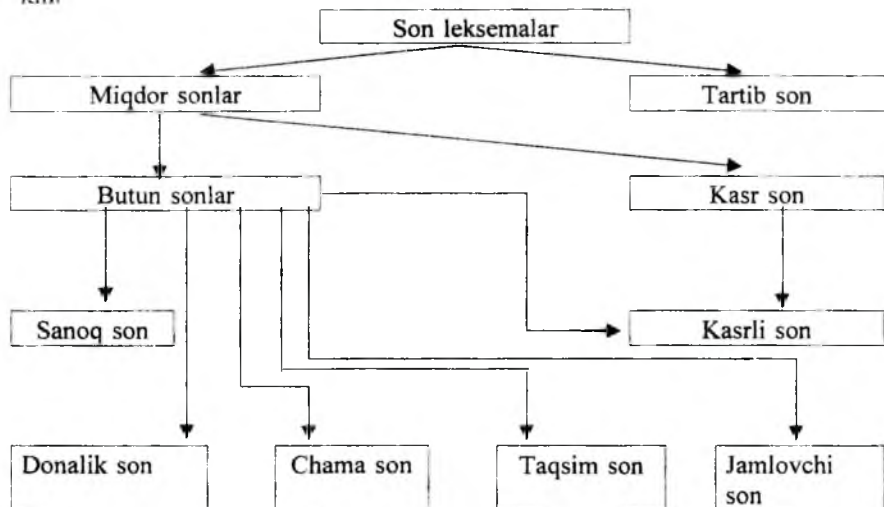 Son leksemalar
Miqdor sonlar
Tartib son
Butun sonlar
Kasr son
Sanoq son
Kasrli son
Donalik son
Chama son
Taqsim son
Jamlovchi
son